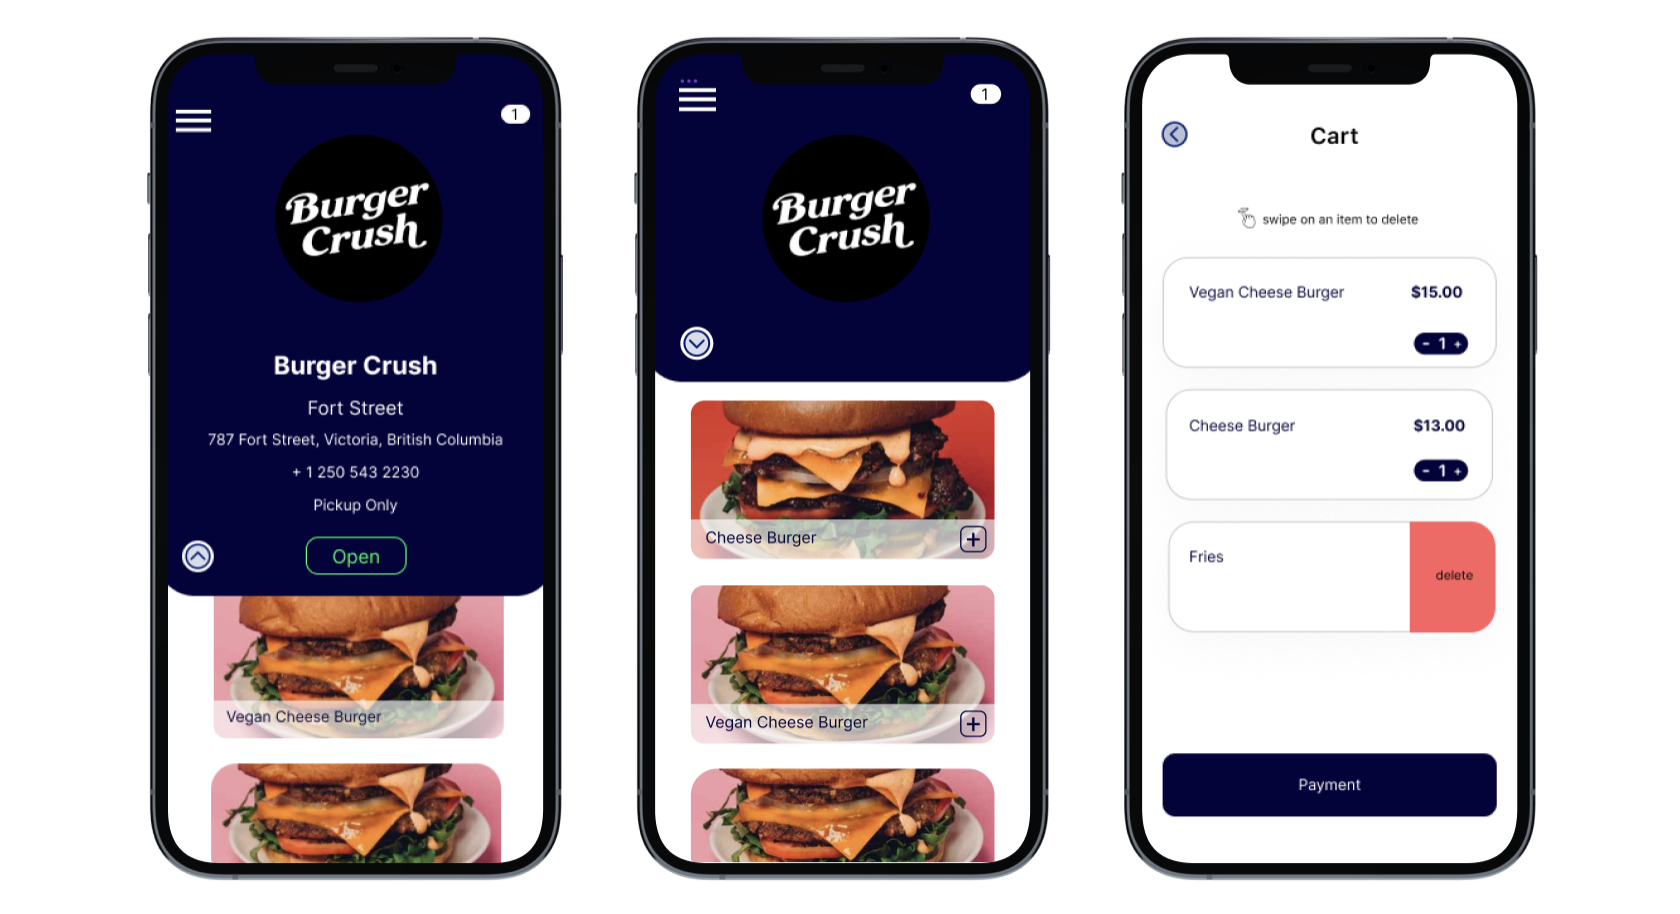 1
Burger
Crush
Burger Crush
Fort Street
787 Fort Street, Victoria, British Columbia
+ 1 250 543 2230
Pickup Only
Open
Vegan Cheese Burger
1
Burger
Crush
Cheese Burger
+
Vegan Cheese Burger
+
Cart
swipe on an item to delete
Vegan Cheese Burger $15.00
- 1 +
Cheese Burger $13.00
- 1 +
Fries
delete
Payment